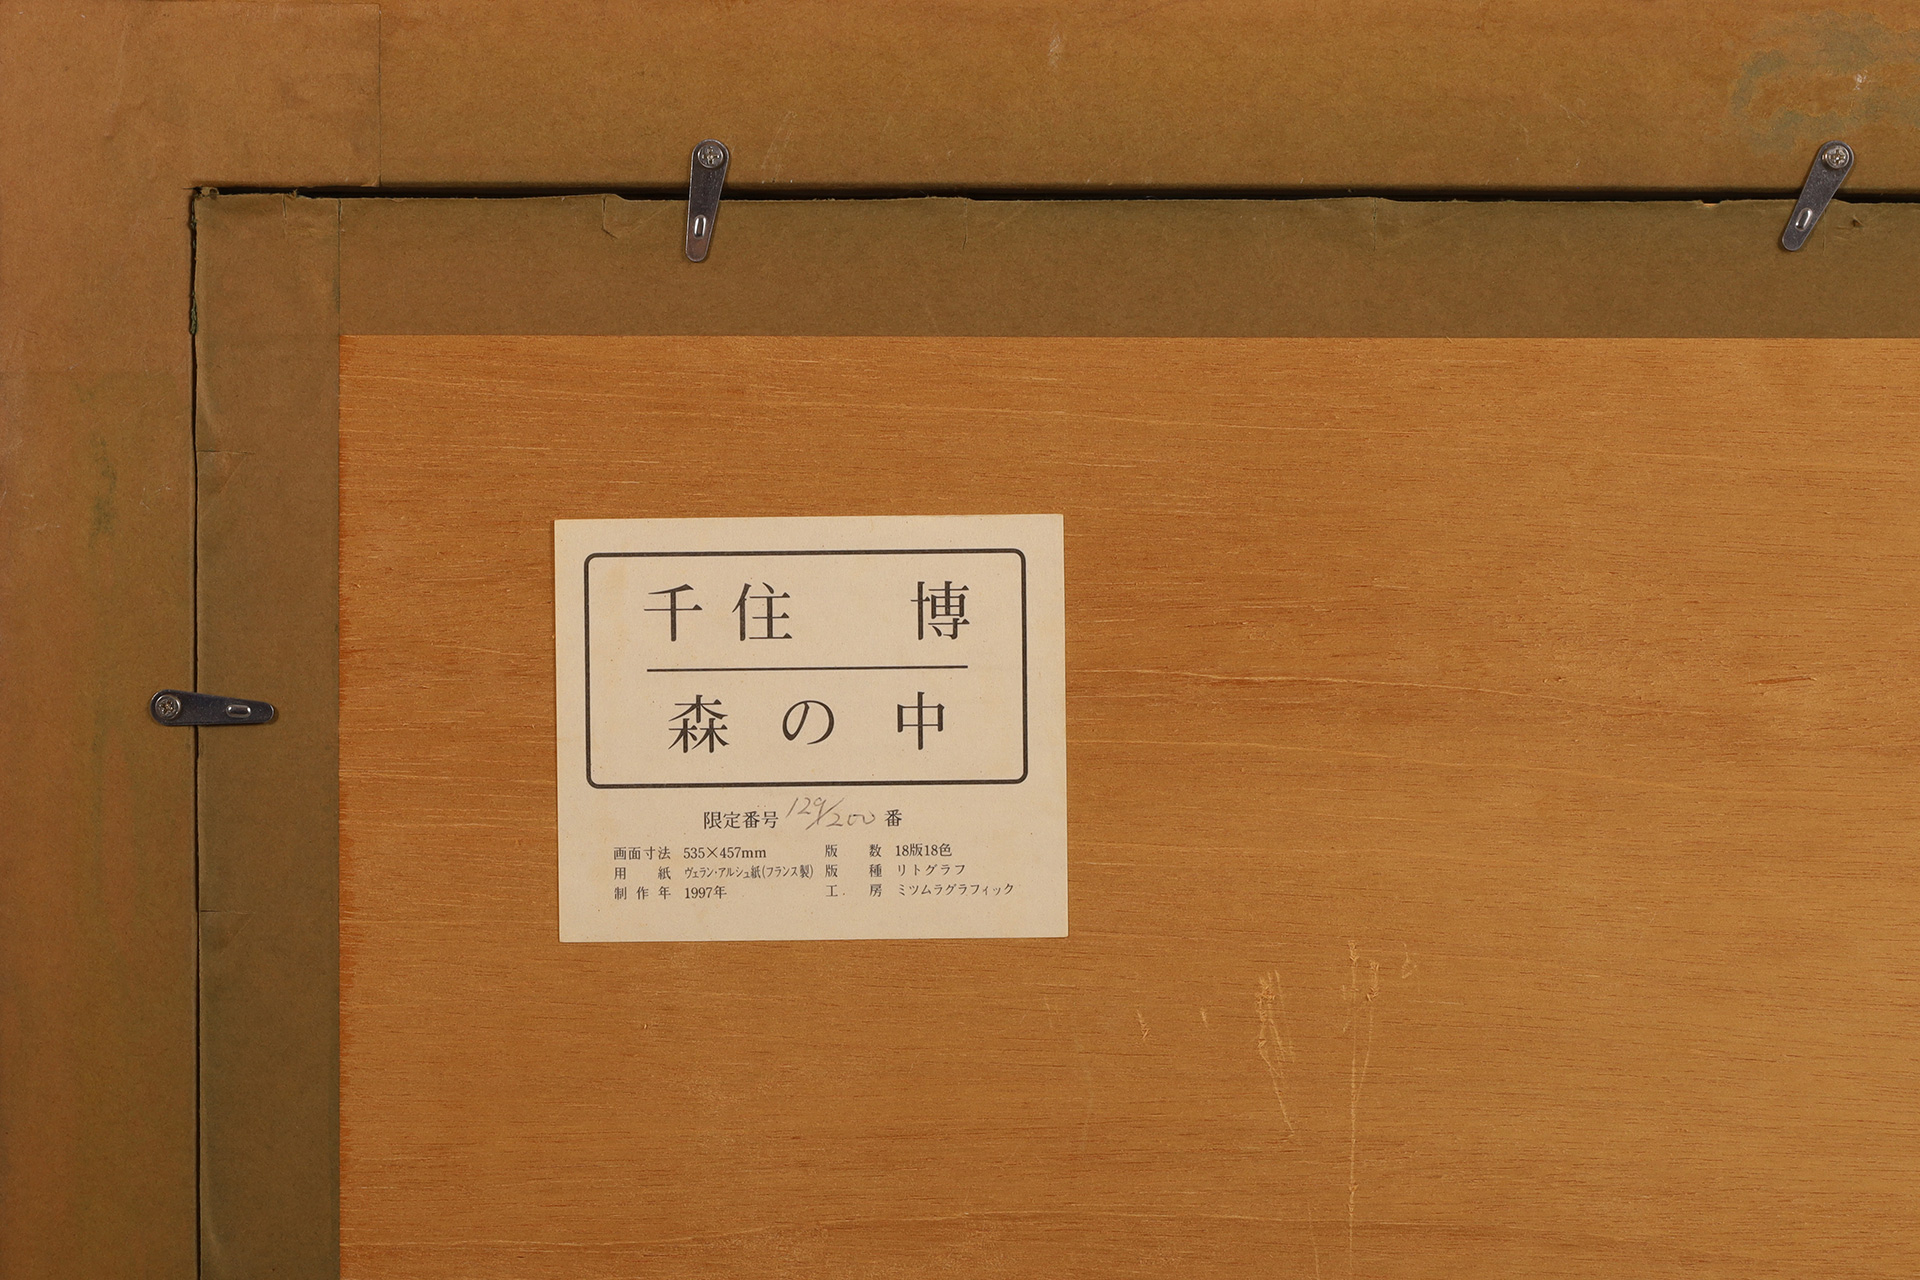 千住 博
森の中
限定番号 129/200 番
画面寸法 535×457mm 版 数 18版18色
用 紙 ヴェラン・アルシュ紙(フランス製) 版 種 リトグラフ
制作年 1997年 工 房 ミツムラグラフィック